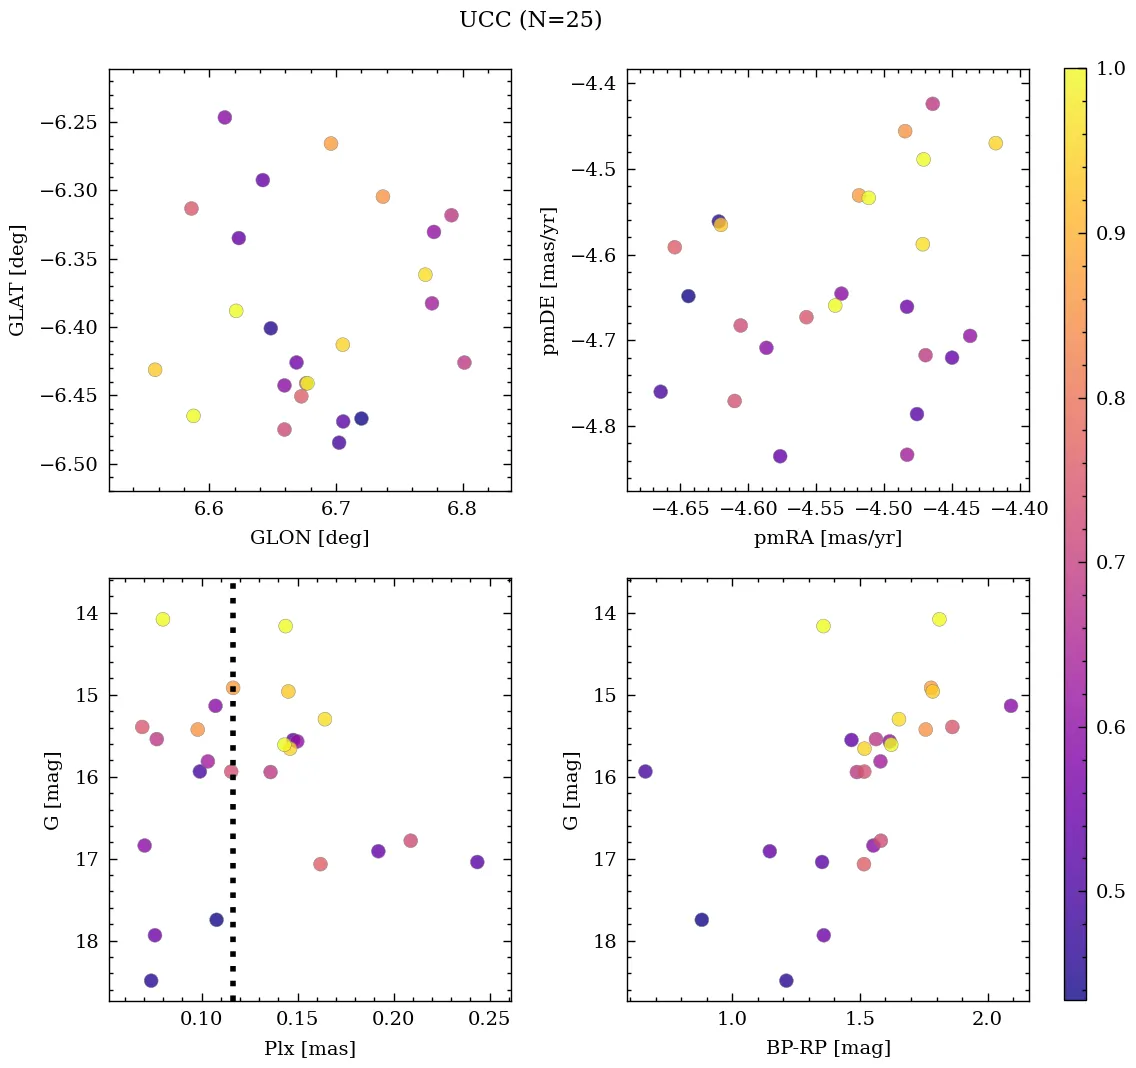 UCC (N=25)
−6.25
−6.30
−6.35
−6.40
−6.45
−6.50
GLAT [deg]
6.6 6.7 6.8
GLON [deg]
−4.4
−4.5
−4.6
−4.7
−4.8
pmDE [mas/yr]
−4.65 −4.60 −4.55 −4.50 −4.45 −4.40
pmRA [mas/yr]
14
15
16
17
18
G [mag]
0.10 0.15 0.20 0.25
Plx [mas]
14
15
16
17
18
G [mag]
1.0 1.5 2.0
BP-RP [mag]
1.0
0.9
0.8
0.7
0.6
0.5